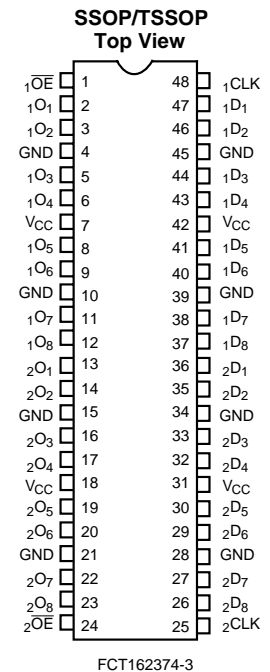 SSOP/TSSOP
Top View
1OE 1 48 1CLK
1O1 2 47 1D1
1O2 3 46 1D2
GND 4 45 GND
1O3 5 44 1D3
1O4 6 43 1D4
VCC 7 42 VCC
1O5 8 41 1D5
1O6 9 40 1D6
GND 10 39 GND
1O7 11 38 1D7
1O8 12 37 1D8
2O1 13 36 2D1
2O2 14 35 2D2
GND 15 34 GND
2O3 16 33 2D3
2O4 17 32 2D4
VCC 18 31 VCC
2O5 19 30 2D5
2O6 20 29 2D6
GND 21 28 GND
2O7 22 27 2D7
2O8 23 26 2D8
2OE 24 25 2CLK
FCT162374-3